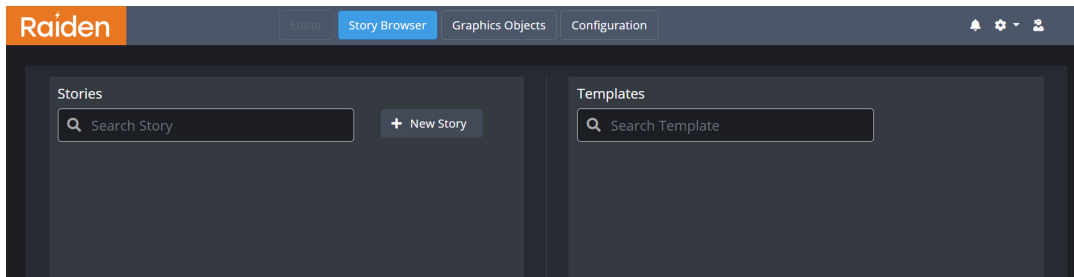 Raiden
Editor
Story Browser
Graphics Objects
Configuration
Stories
Templates
Search Story
+ New Story
Search Template